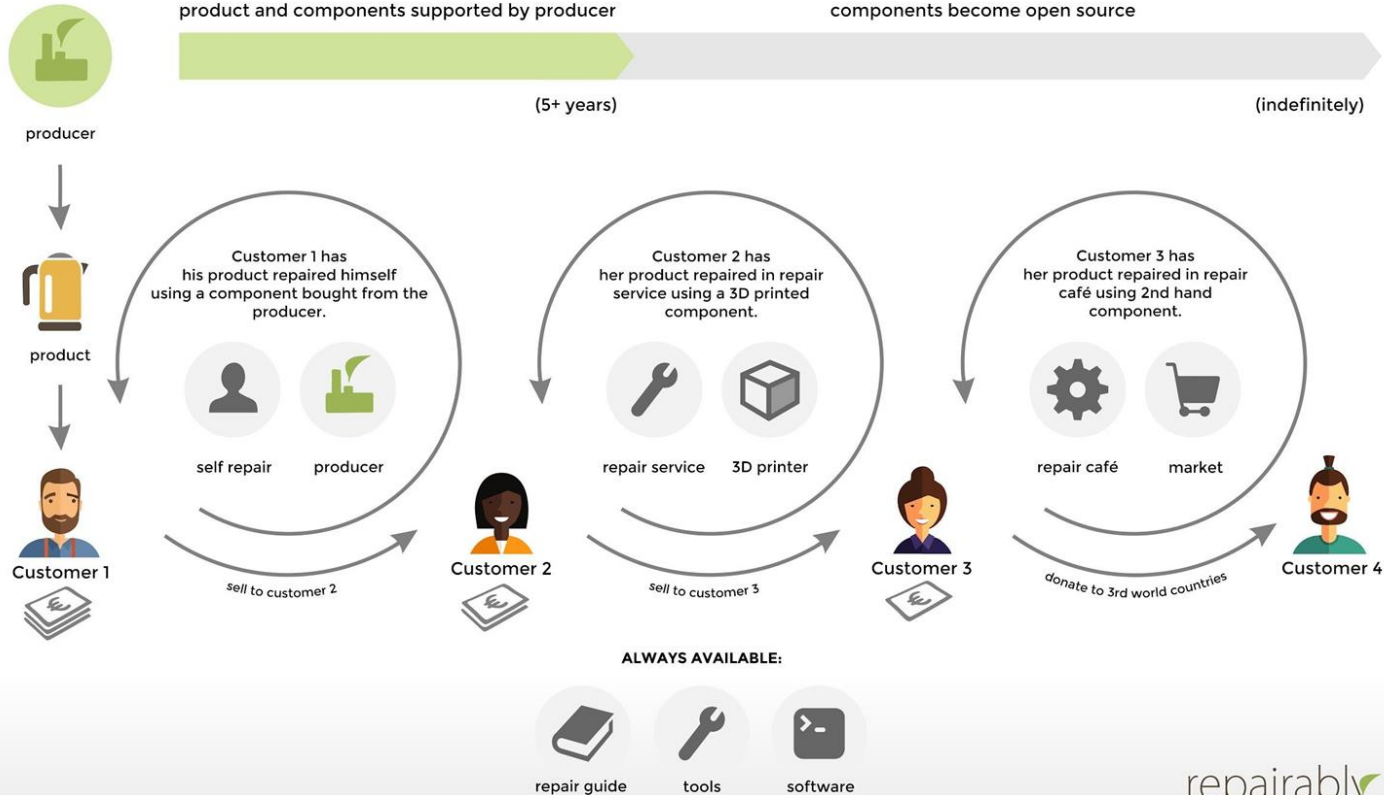 product and components supported by producer
components become open source
(5+ years)
(indefinitely)
producer
product
Customer 1 has
his product repaired himself
using a component bought from the
producer.
self repair
producer
Customer 2 has
her product repaired in repair
service using a 3D printed
component.
repair service
3D printer
Customer 3 has
her product repaired in repair
café using 2nd hand
component.
repair café
market
Customer 1
sell to customer 2
Customer 2
sell to customer 3
Customer 3
donate to 3rd world countries
Customer 4
€
€
€
ALWAYS AVAILABLE:
>-
repair guide
tools
software
repairably